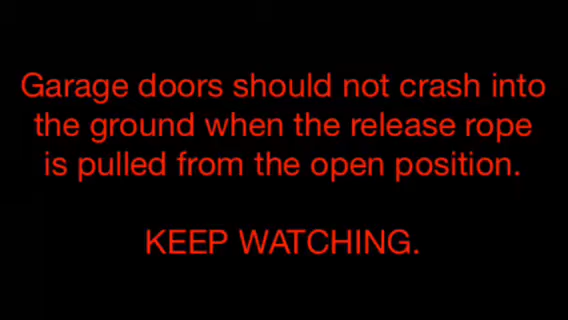 Garage doors should not crash into
the ground when the release rope
is pulled from the open position.
KEEP WATCHING.